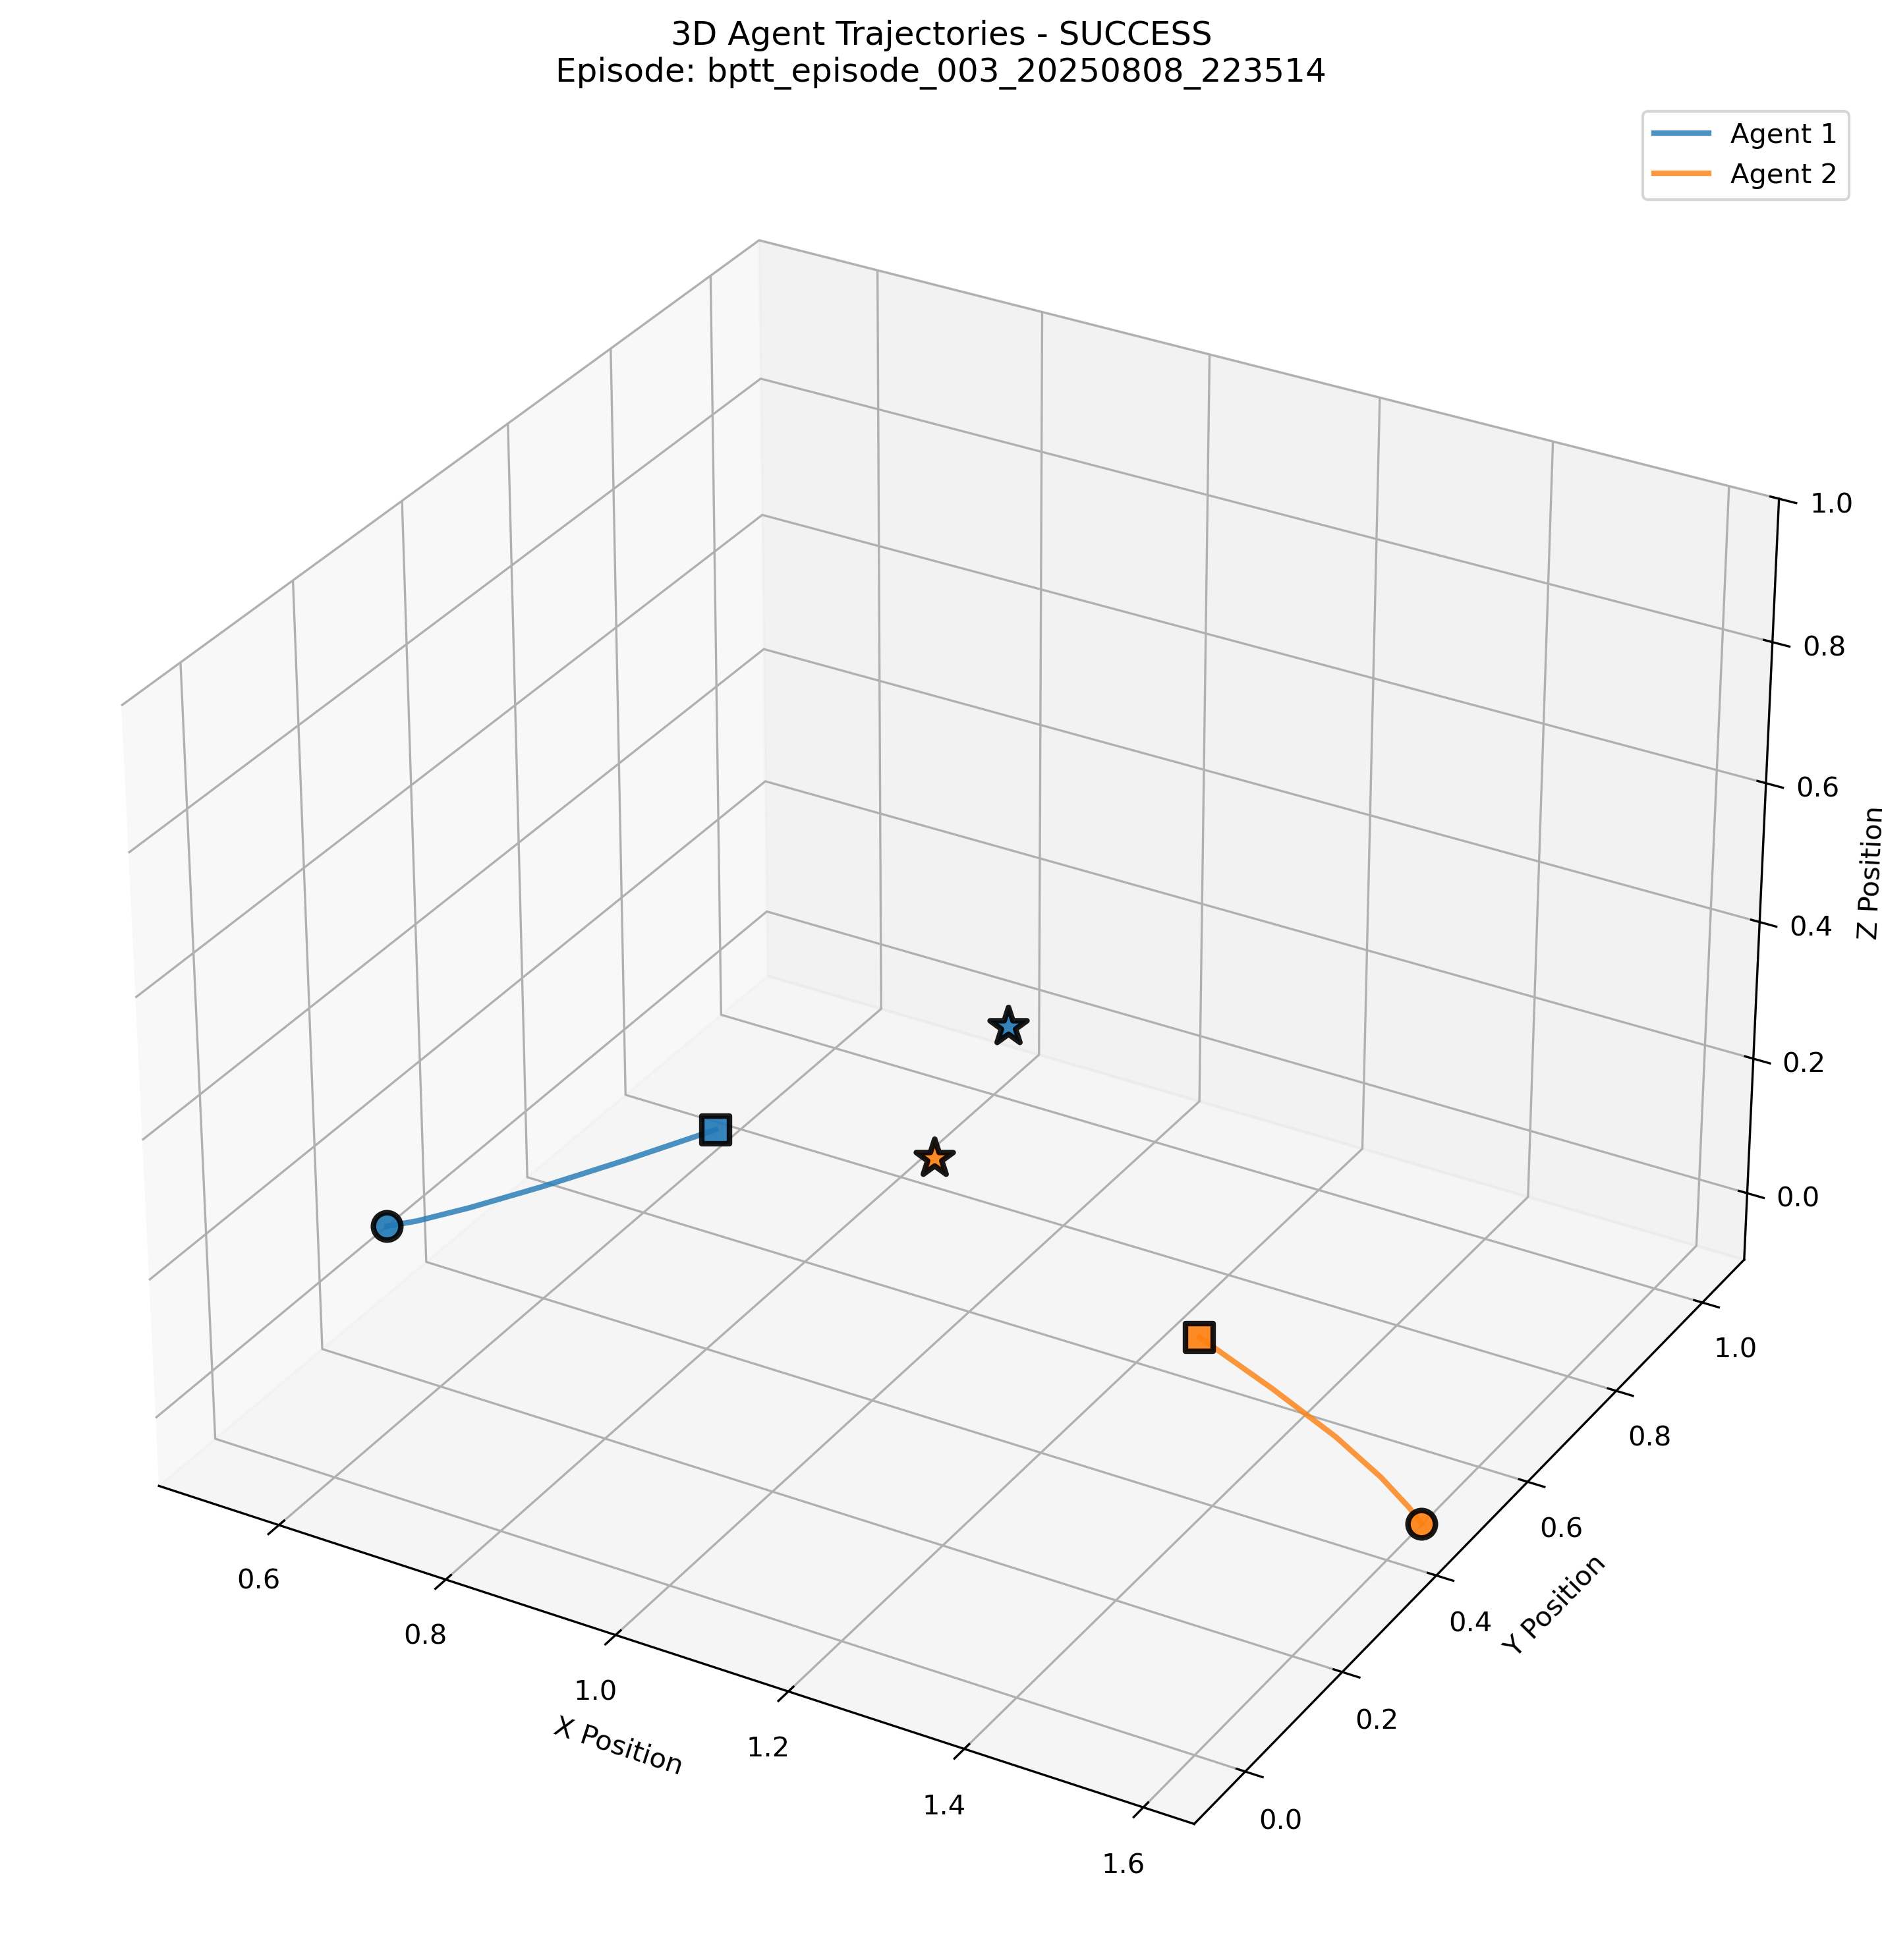 3D Agent Trajectories - SUCCESS
Episode: bptt_episode_003_20250808_223514
Agent 1
Agent 2
1.0
0.8
0.6
0.4
0.2
0.0
Z Position
1.0
0.8
0.6
0.4
0.2
0.0
Y Position
0.6
0.8
1.0
1.2
1.4
1.6
X Position